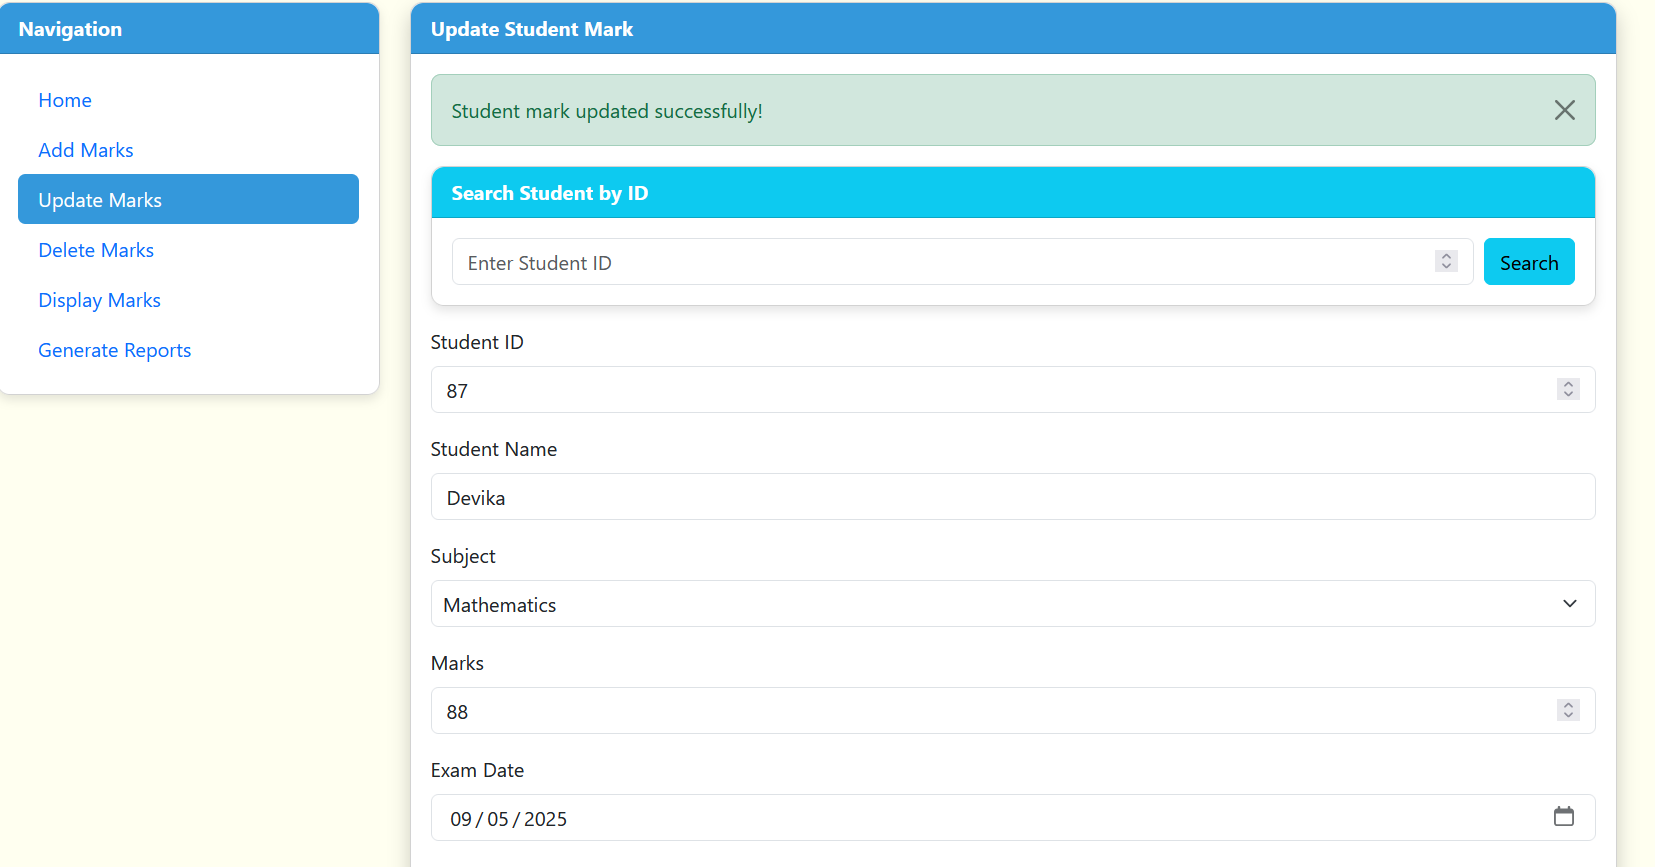 Navigation
Home
Add Marks
Update Marks
Delete Marks
Display Marks
Generate Reports
Update Student Mark
Student mark updated successfully!
Search Student by ID
Enter Student ID
Search
Student ID
87
Student Name
Devika
Subject
Mathematics
Marks
88
Exam Date
09/05/2025